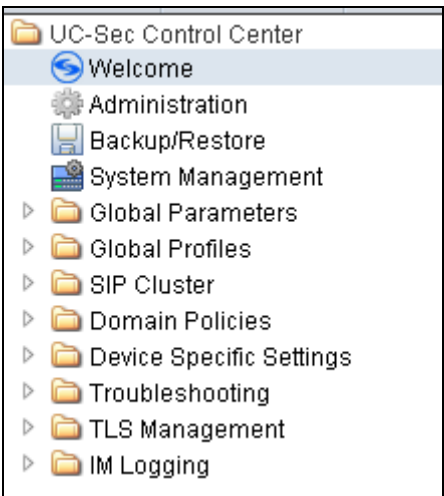 UC-Sec Control Center
Welcome
Administration
Backup/Restore
System Management
Global Parameters
Global Profiles
SIP Cluster
Domain Policies
Device Specific Settings
Troubleshooting
TLS Management
IM Logging